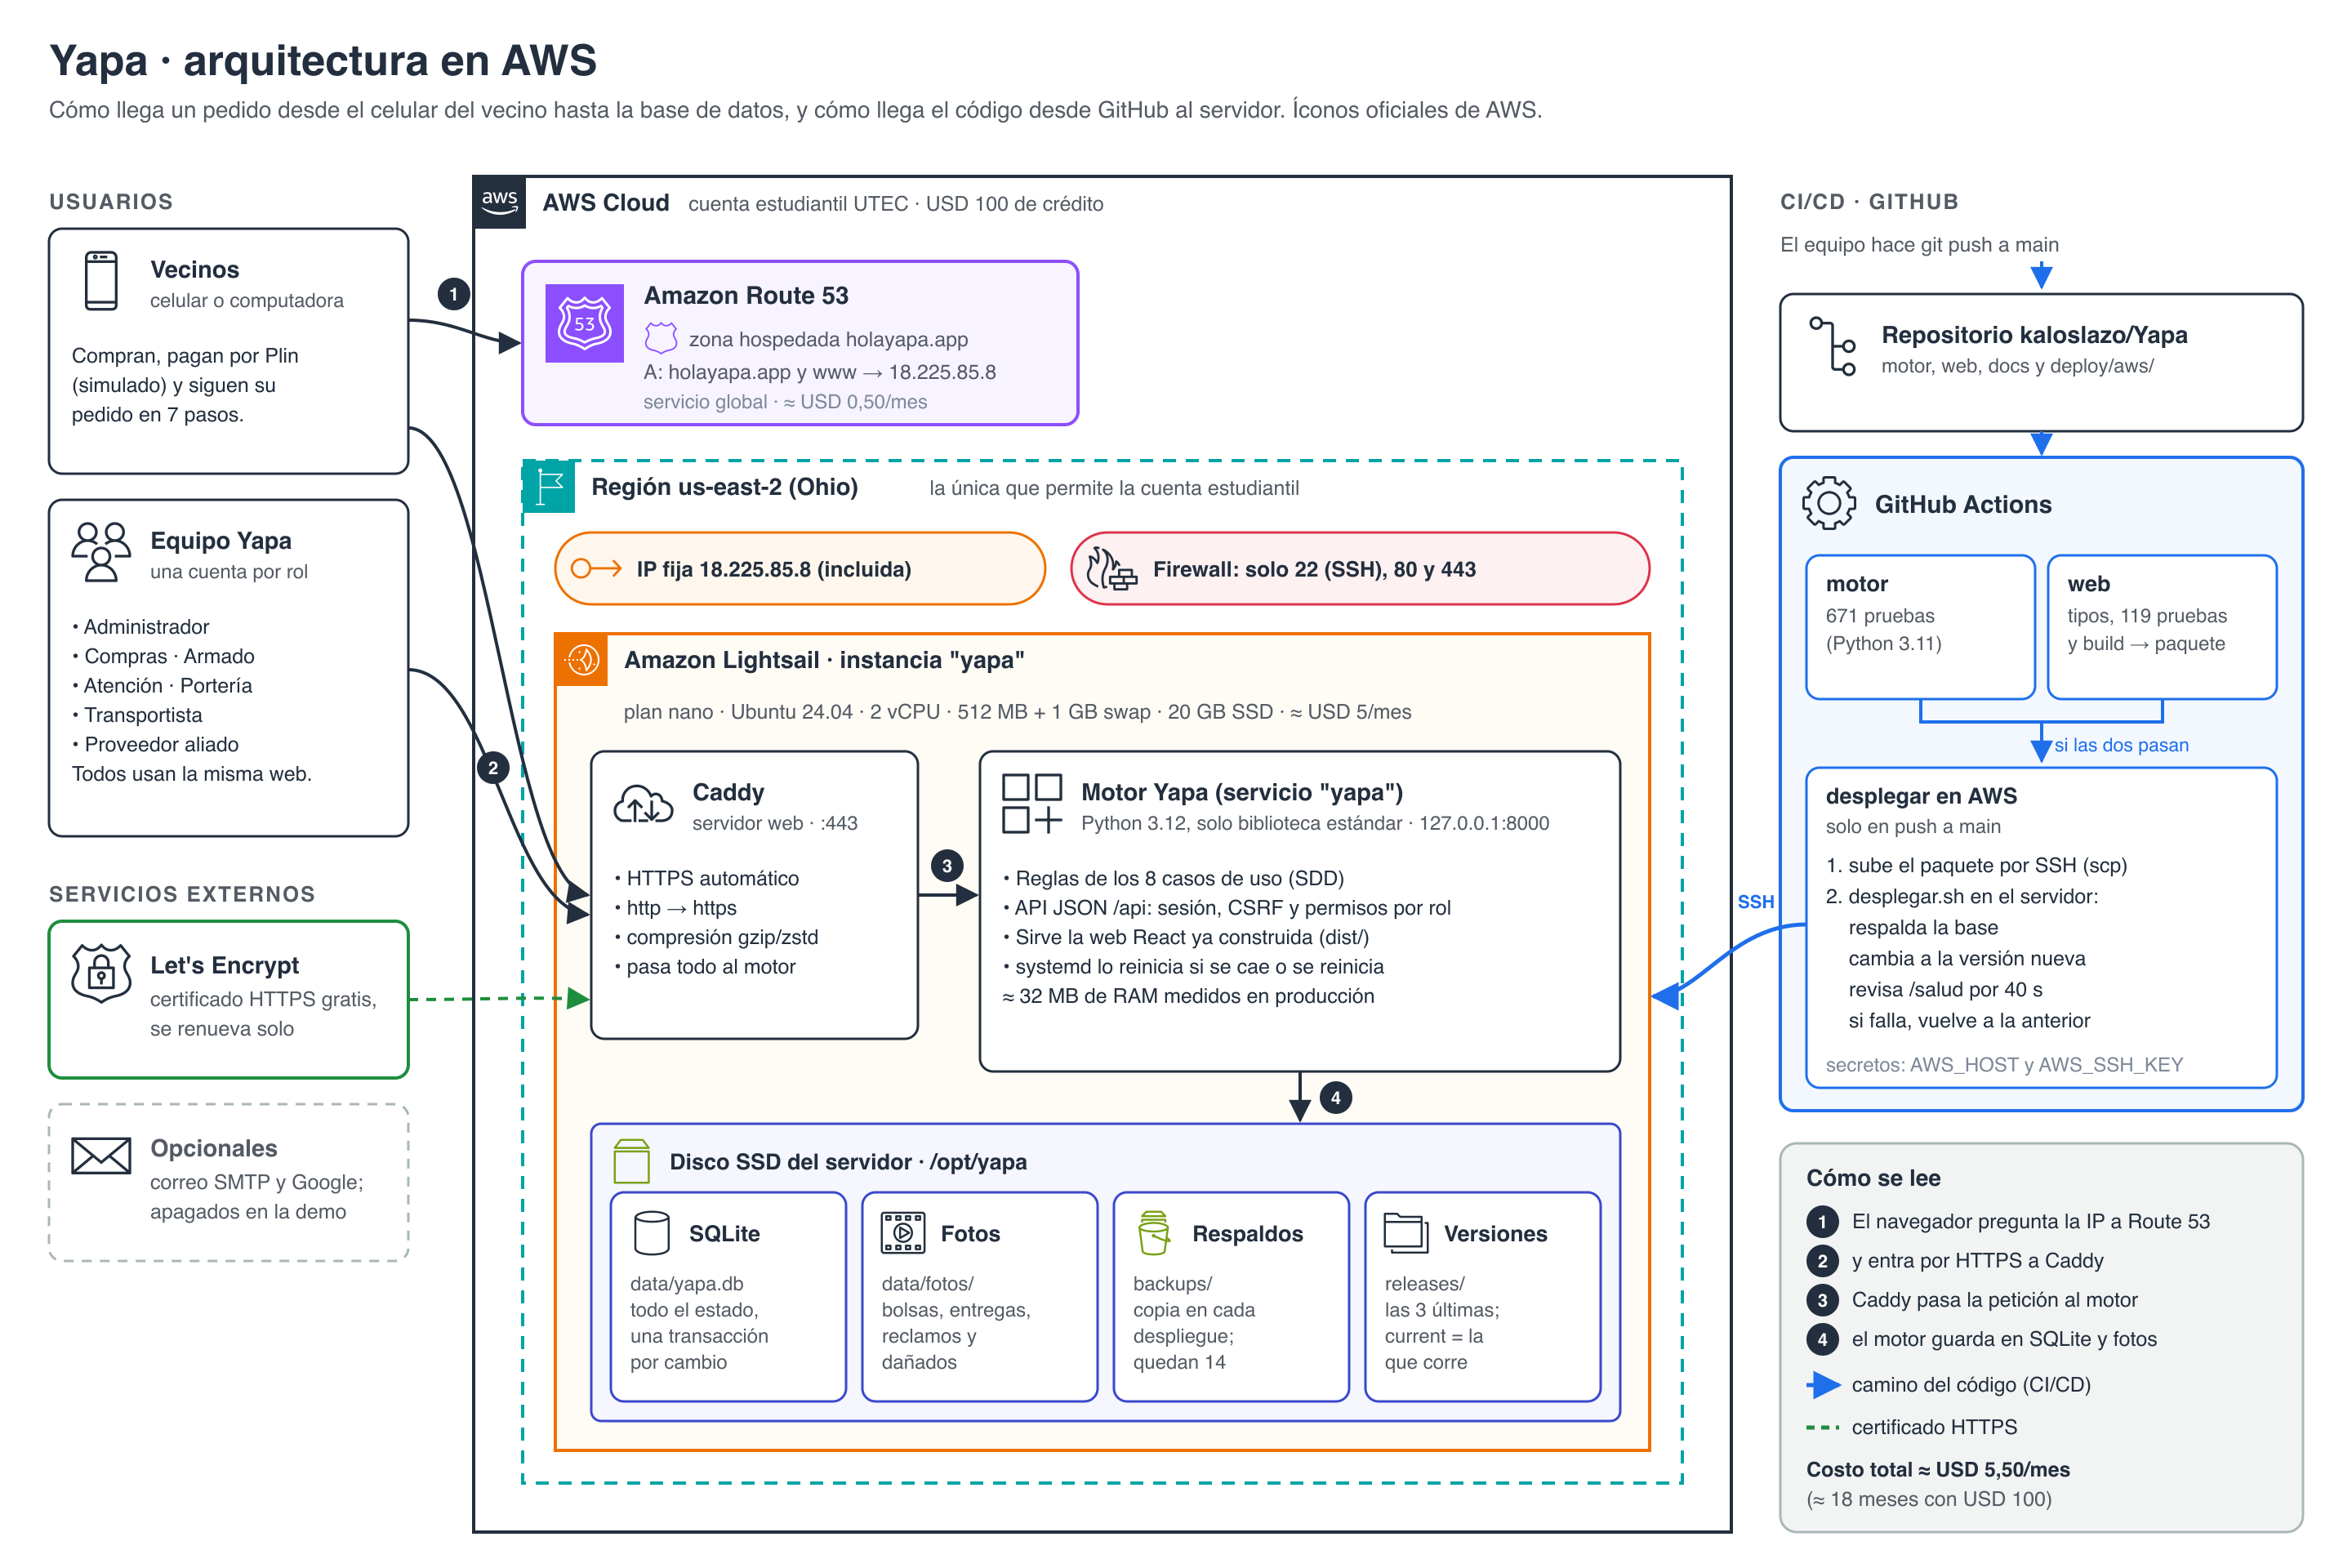 Yapa · arquitectura en AWS
Cómo llega un pedido desde el celular del vecino hasta la base de datos, y cómo llega el código desde GitHub al servidor. Íconos oficiales de AWS.
USUARIOS
Vecinos
celular o computadora
Compran, pagan por Plin
(simulado) y siguen su
pedido en 7 pasos.
Equipo Yapa
una cuenta por rol
• Administrador
• Compras · Armado
• Atención · Portería
• Transportista
• Proveedor aliado
Todos usan la misma web.
SERVICIOS EXTERNOS
Let's Encrypt
certificado HTTPS gratis,
se renueva solo
Opcionales
correo SMTP y Google;
apagados en la demo
1
2
aws
AWS Cloud cuenta estudiantil UTEC · USD 100 de crédito
53
Amazon Route 53
zona hospedada holayapa.app
A: holayapa.app y www → 18.225.85.8
servicio global · ≈ USD 0,50/mes
Región us-east-2 (Ohio) la única que permite la cuenta estudiantil
IP fija 18.225.85.8 (incluida)
Firewall: solo 22 (SSH), 80 y 443
Amazon Lightsail · instancia "yapa"
plan nano · Ubuntu 24.04 · 2 vCPU · 512 MB + 1 GB swap · 20 GB SSD · ≈ USD 5/mes
Caddy
servidor web · :443
• HTTPS automático
• http → https
• compresión gzip/zstd
• pasa todo al motor
3
Motor Yapa (servicio "yapa")
Python 3.12, solo biblioteca estándar · 127.0.0.1:8000
• Reglas de los 8 casos de uso (SDD)
• API JSON /api: sesión, CSRF y permisos por rol
• Sirve la web React ya construida (dist/)
• systemd lo reinicia si se cae o se reinicia
≈ 32 MB de RAM medidos en producción
4
Disco SSD del servidor · /opt/yapa
SQLite
data/yapa.db
todo el estado,
una transacción
por cambio
Fotos
data/fotos/
bolsas, entregas,
reclamos y
dañados
Respaldos
backups/
copia en cada
despliegue;
quedan 14
Versiones
releases/
las 3 últimas;
current = la
que corre
CI/CD · GITHUB
El equipo hace git push a main
Repositorio kaloslazo/Yapa
motor, web, docs y deploy/aws/
GitHub Actions
motor
671 pruebas
(Python 3.11)
web
tipos, 119 pruebas
y build → paquete
si las dos pasan
desplegar en AWS
solo en push a main
1. sube el paquete por SSH (scp)
2. desplegar.sh en el servidor:
respalda la base
cambia a la versión nueva
revisa /salud por 40 s
si falla, vuelve a la anterior
secretos: AWS_HOST y AWS_SSH_KEY
SSH
Cómo se lee
1 El navegador pregunta la IP a Route 53
2 y entra por HTTPS a Caddy
3 Caddy pasa la petición al motor
4 el motor guarda en SQLite y fotos
camino del código (CI/CD)
certificado HTTPS
Costo total ≈ USD 5,50/mes
(≈ 18 meses con USD 100)